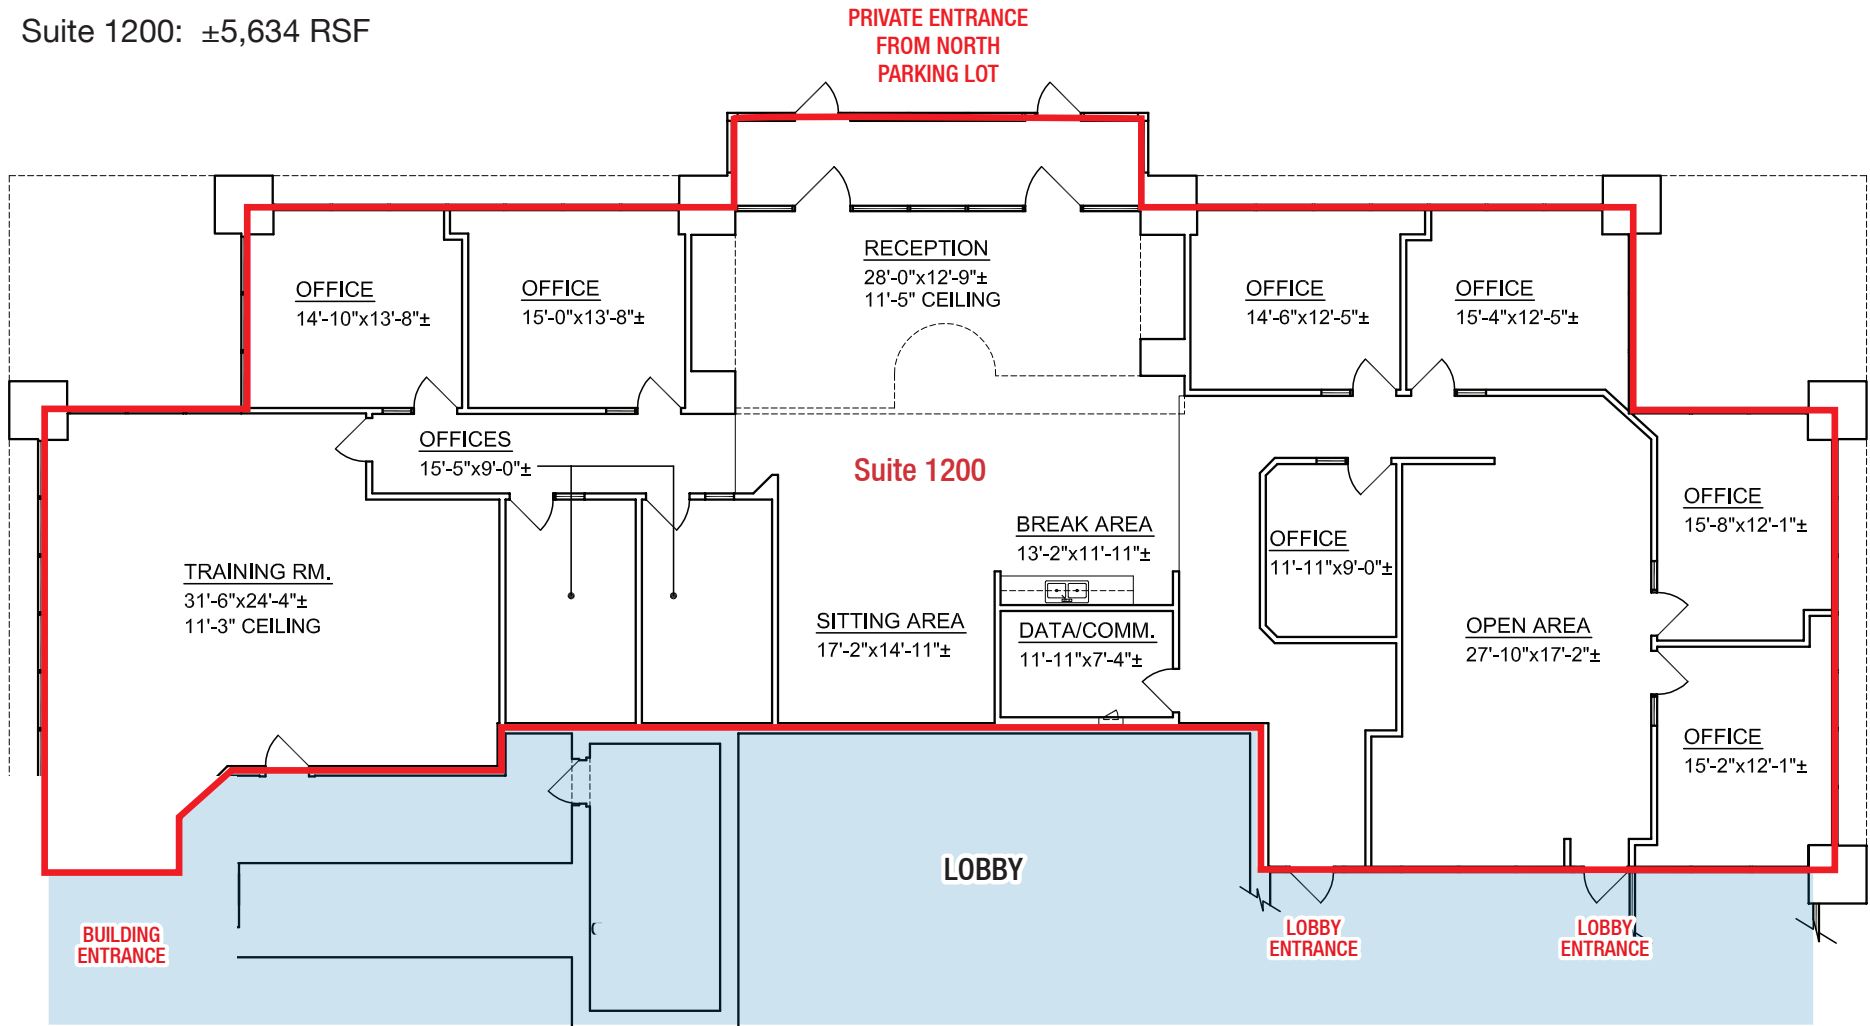 Suite 1200: ±5,634 RSF
PRIVATE ENTRANCE
FROM NORTH
PARKING LOT
OFFICE
14'-10"x13'-8"±
OFFICE
15'-0"x13'-8"±
RECEPTION
28'-0"x12'-9"±
11'-5" CEILING
OFFICE
14'-6"x12'-5"±
OFFICE
15'-4"x12'-5"±
OFFICES
15'-5"x9'-0"±
Suite 1200
BREAK AREA
13'-2"x11'-11"±
OFFICE
11'-11"x9'-0"±
OFFICE
15'-8"x12'-1"±
TRAINING RM.
31'-6"x24'-4"±
11'-3" CEILING
SITTING AREA
17'-2"x14'-11"±
DATA/COMM.
11'-11"x7'-4"±
OPEN AREA
27'-10"x17'-2"±
OFFICE
15'-2"x12'-1"±
LOBBY
BUILDING
ENTRANCE
LOBBY
ENTRANCE
LOBBY
ENTRANCE